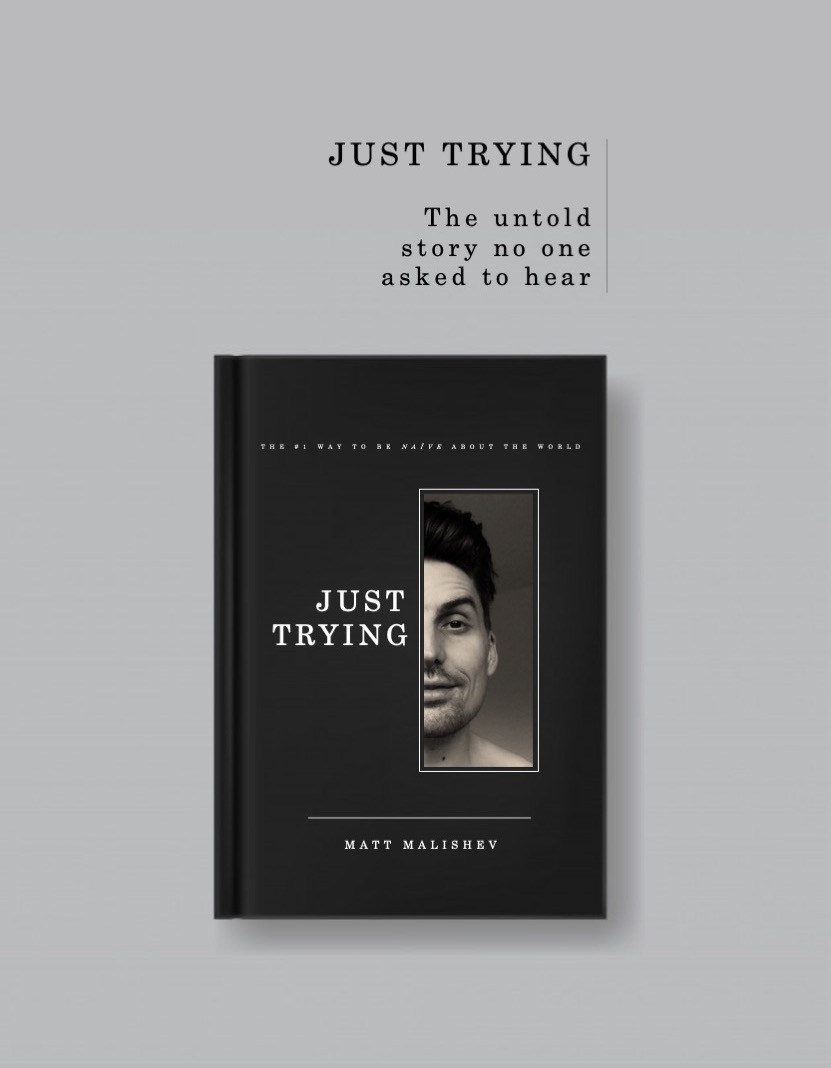 JUST TRYING
The untold
story no one
asked to hear
THE #1 WAY TO BE NAÍVE ABOUT THE WORLD
JUST
TRYING
MATT MALISHEV